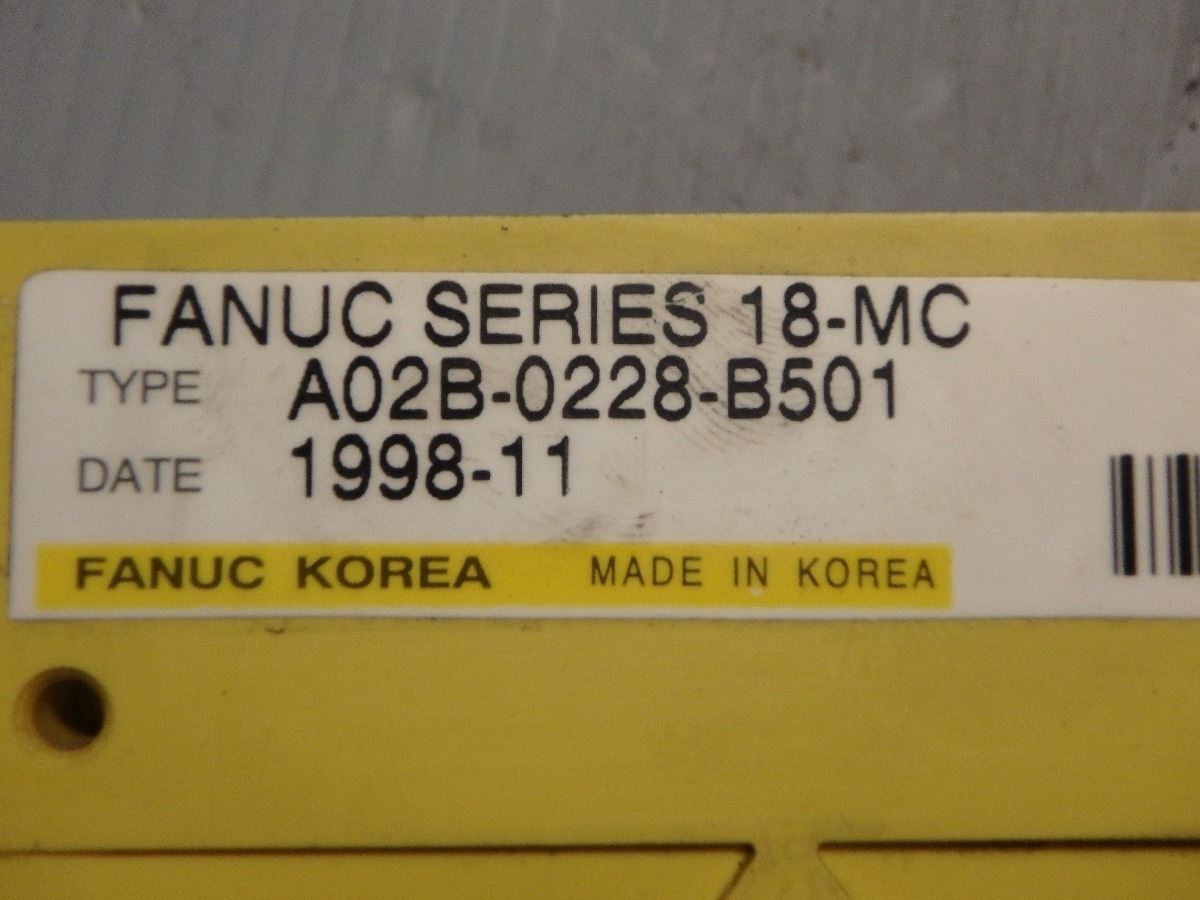 FANUC SERIES 18-MC
TYPE A02B-0228-B501
DATE 1998-11
FANUC KOREA MADE IN KOREA